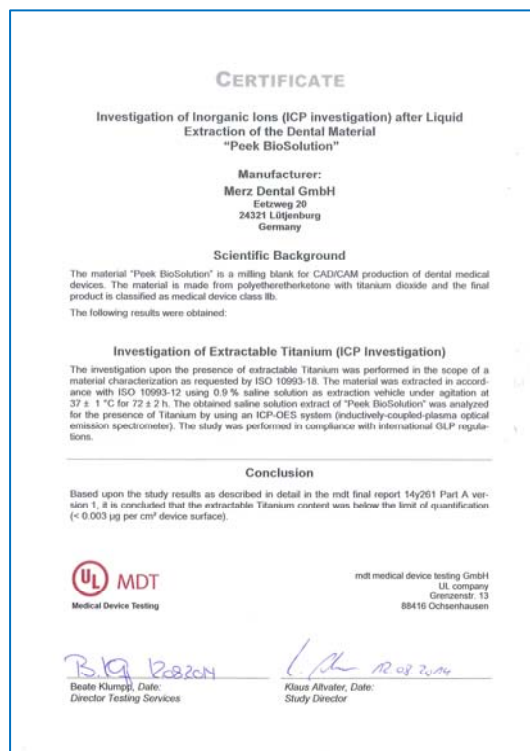 CERTIFICATE
Investigation of Inorganic Ions (ICP investigation) after Liquid
Extraction of the Dental Material
"Peek BioSolution"
Manufacturer:
Merz Dental GmbH
Eetzweg 20
24321 Lütjenburg
Germany
Scientific Background
The material "Peek BioSolution" is a milling blank for CAD/CAM production of dental medical
devices. The material is made from polyetheretherketone with titanium dioxide and the final
product is classified as medical device class IIb.
The following results were obtained:
Investigation of Extractable Titanium (ICP Investigation)
The investigation upon the presence of extractable Titanium was performed in the scope of a
material characterization as requested by ISO 10993-18. The material was extracted in accord-
ance with ISO 10993-12 using 0.9 % saline solution as extraction vehicle under agitation at
37 ± 1 °C for 72 ± 2 h. The obtained saline solution extract of "Peek BioSolution" was analyzed
for the presence of Titanium by using an ICP-OES system (inductively-coupled-plasma optical
emission spectrometer). The study was performed in compliance with international GLP regula-
tions.
Conclusion
Based upon the study results as described in detail in the mdt final report 14y261 Part A ver-
sion 1, it is concluded that the extractable Titanium content was below the limit of quantification
(< 0.003 µg per cm² device surface).
UL MDT
Medical Device Testing
mdt medical device testing GmbH
UL company
Grenzenstr. 13
88416 Ochsenhausen
12082014
12.08.2014
Beate Klumpp, Date:
Director Testing Services
Klaus Altvater, Date:
Study Director